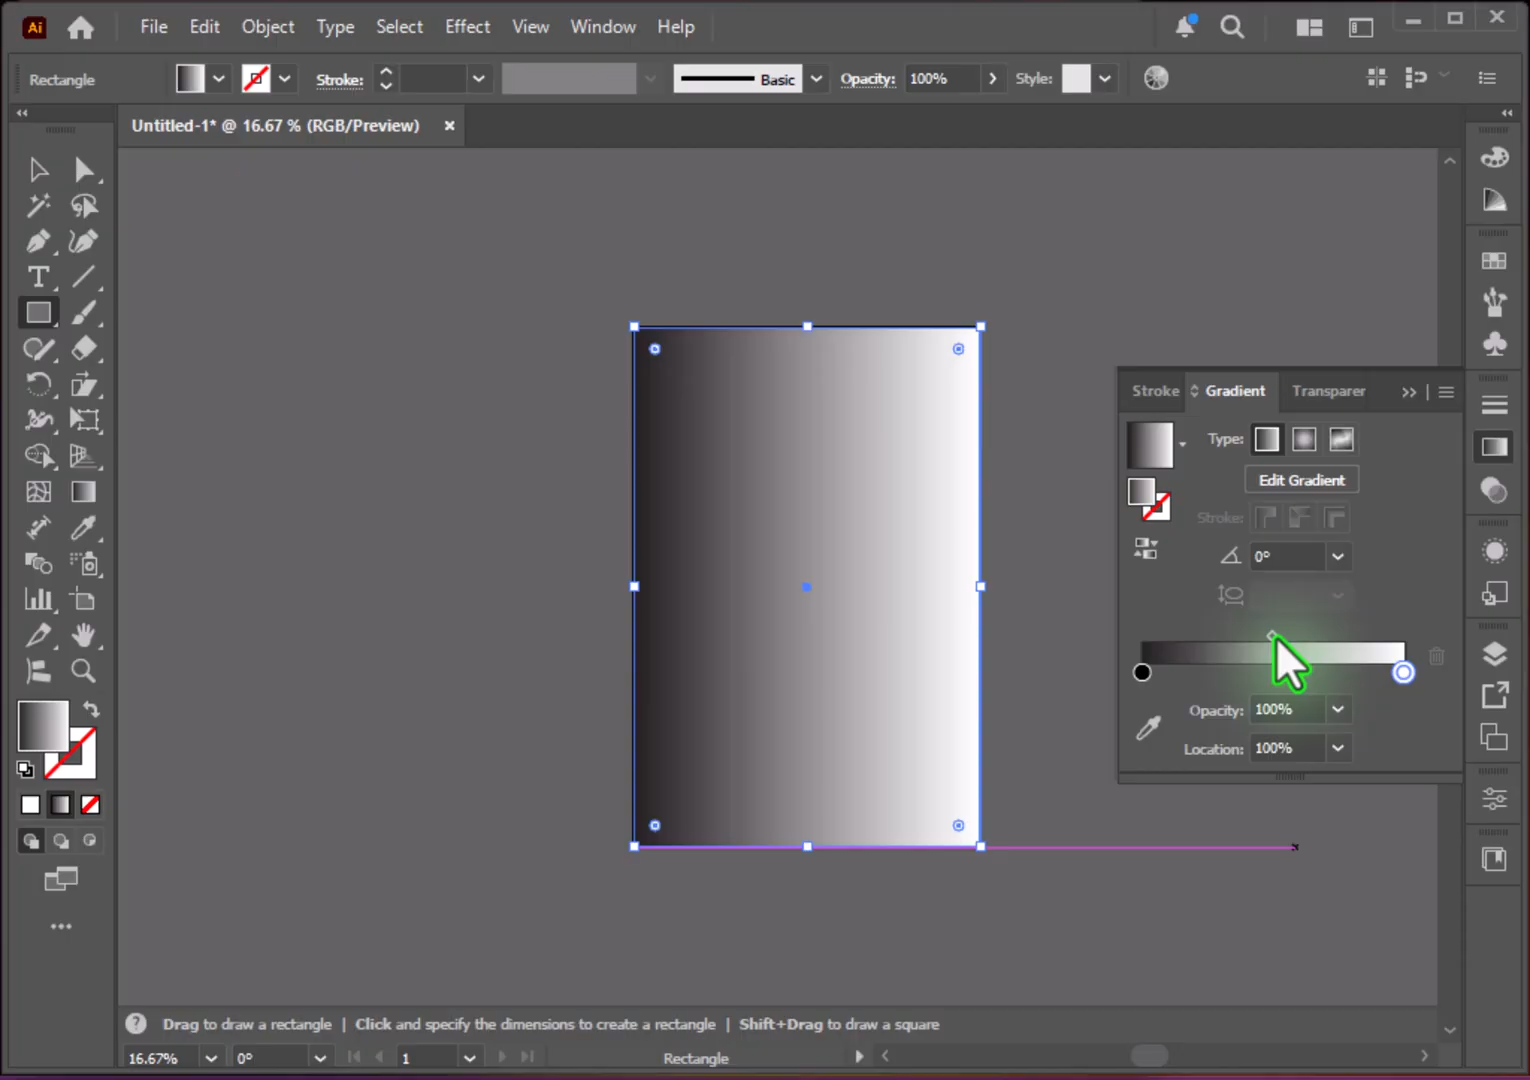 Ai File Edit Object Type Select Effect View Window Help
Rectangle Stroke: Basic Opacity: 100% Style:
Untitled-1* @ 16.67 % (RGB/Preview)
Stroke Gradient Transparer
Type:
Edit Gradient
Stroke:
0°
Opacity: 100%
Location: 100%
Drag to draw a rectangle | Click and specify the dimensions to create a rectangle | Shift+Drag to draw a square
16.67% 0° 1 Rectangle